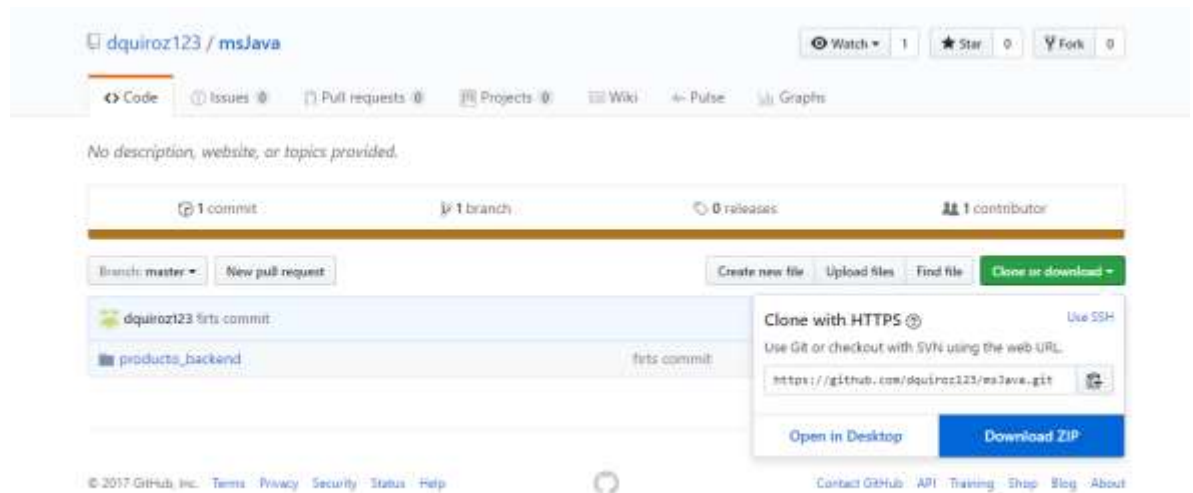 dquiroz123 / msJava
Watch 1 Star 0 Fork 0
Code Issues 0 Pull requests 0 Projects 0 Wiki Pulse Graphs
No description, website, or topics provided.
1 commit 1 branch 0 releases 1 contributor
Branch: master New pull request Create new file Upload files Find file Clone or download
dquiroz123 firts commit
Clone with HTTPS Use SSH
products_backend firts commit
Use Git or checkout with SVN using the web URL.
https://github.com/dquiroz123/msJava.git
Open in Desktop Download ZIP
© 2017 GitHub, Inc. Terms Privacy Security Status Help Contact GitHub API Training Shop Blog About